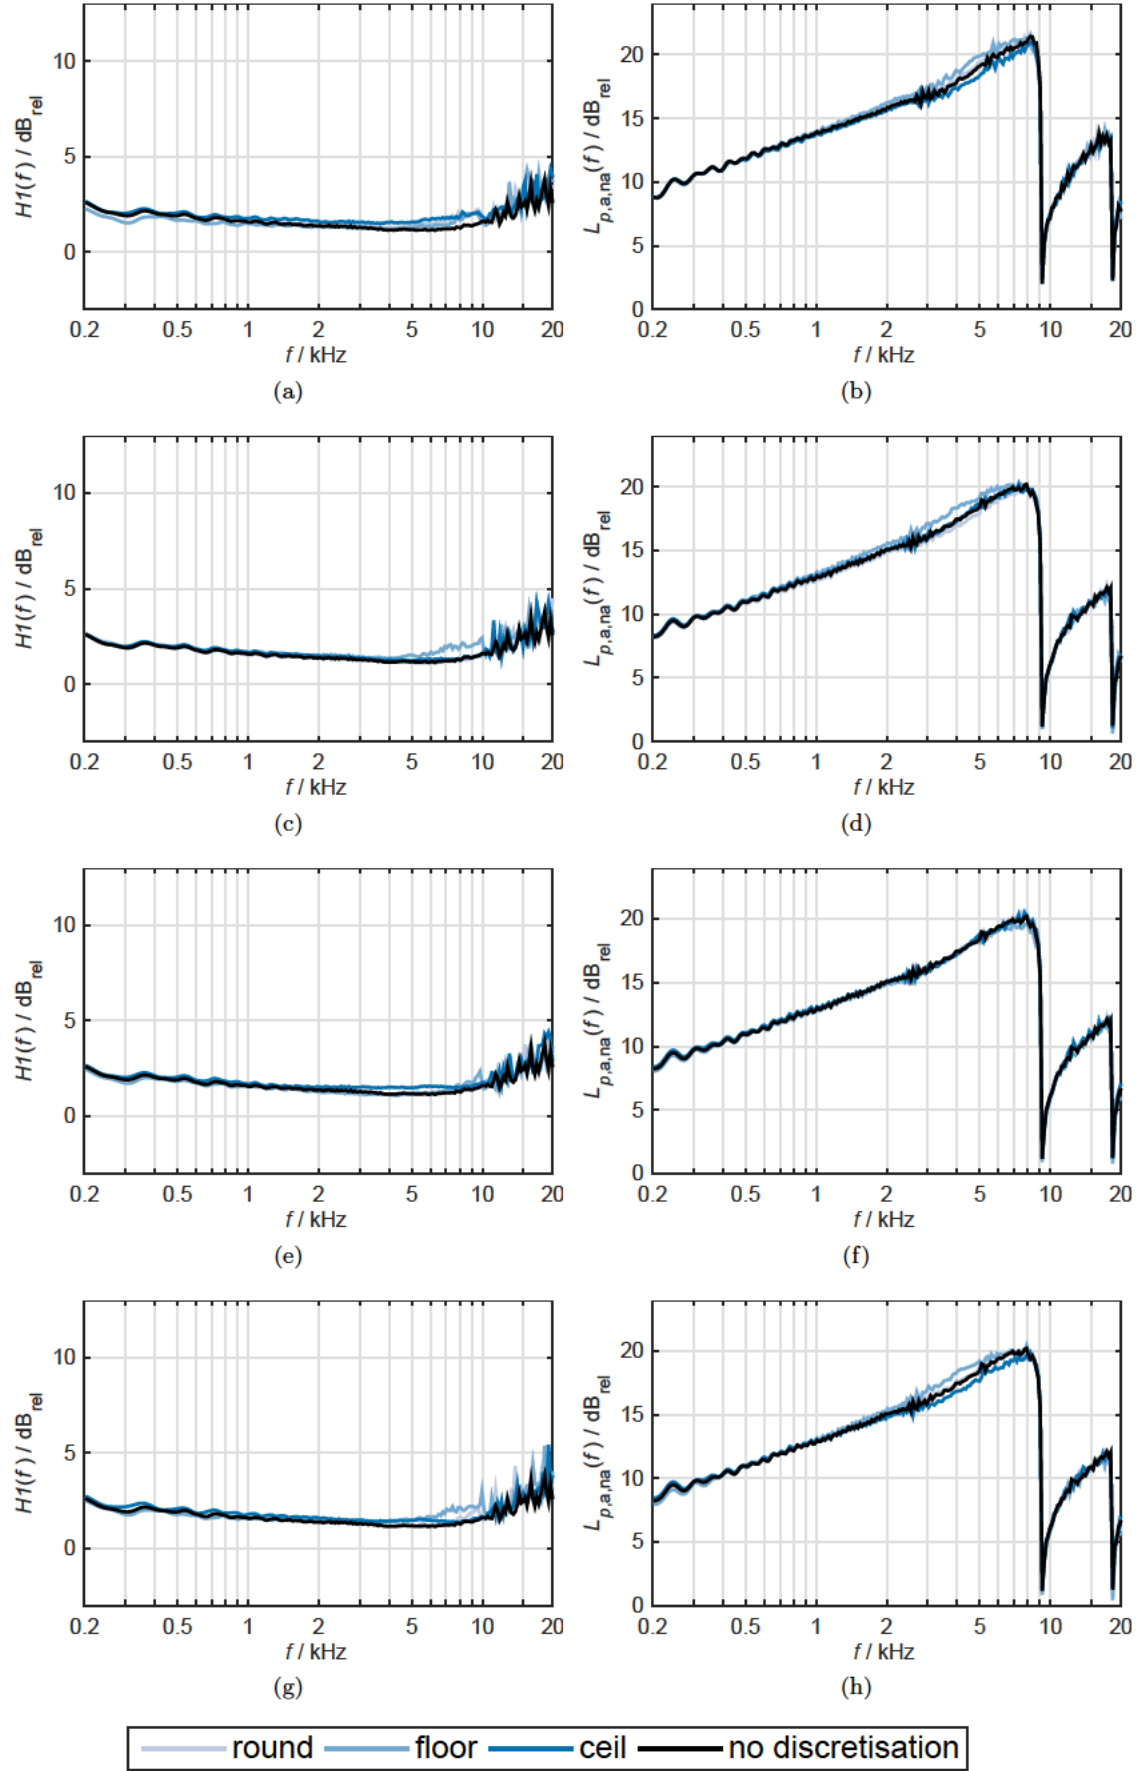 10
5
0
H1(f) / dBrel
0.2 0.5 1 2 5 10 20
f / kHz
(a)
20
15
10
5
0
Lp,a,na(f) / dBrel
0.2 0.5 1 2 5 10 20
f / kHz
(b)
10
5
0
H1(f) / dBrel
0.2 0.5 1 2 5 10 20
f / kHz
(c)
20
15
10
5
0
Lp,a,na(f) / dBrel
0.2 0.5 1 2 5 10 20
f / kHz
(d)
10
5
0
H1(f) / dBrel
0.2 0.5 1 2 5 10 20
f / kHz
(e)
20
15
10
5
0
Lp,a,na(f) / dBrel
0.2 0.5 1 2 5 10 20
f / kHz
(f)
10
5
0
H1(f) / dBrel
0.2 0.5 1 2 5 10 20
f / kHz
(g)
20
15
10
5
0
Lp,a,na(f) / dBrel
0.2 0.5 1 2 5 10 20
f / kHz
(h)
round floor ceil no discretisation